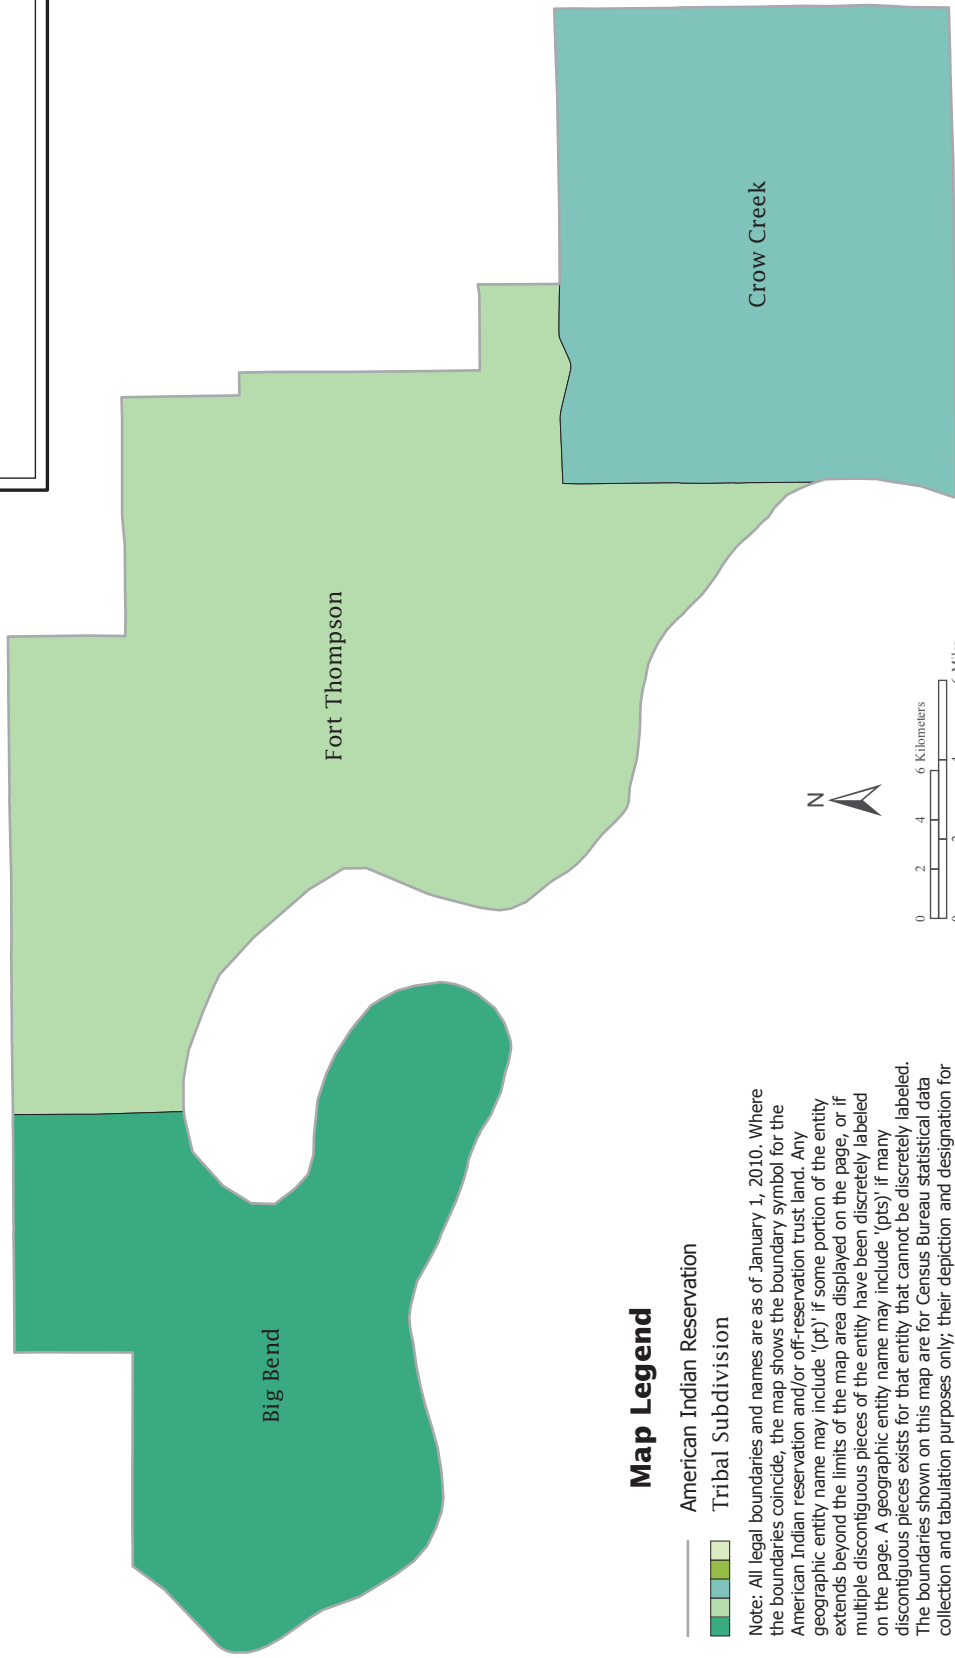 Big Bend
Fort Thompson
Crow Creek
Map Legend
American Indian Reservation
Tribal Subdivision
Note: All legal boundaries and names are as of January 1, 2010. Where
the boundaries coincide, the map shows the boundary symbol for the
American Indian reservation and/or off-reservation trust land. Any
geographic entity name may include '(pt)' if some portion of the entity
extends beyond the limits of the map area displayed on the page, or if
multiple discontiguous pieces of the entity have been discretely labeled
on the page. A geographic entity name may include '(pts)' if many
discontiguous pieces exists for that entity that cannot be discretely labeled.
The boundaries shown on this map are for Census Bureau statistical data
collection and tabulation purposes only; their depiction and designation for
N
0 2 4 6 Kilometers